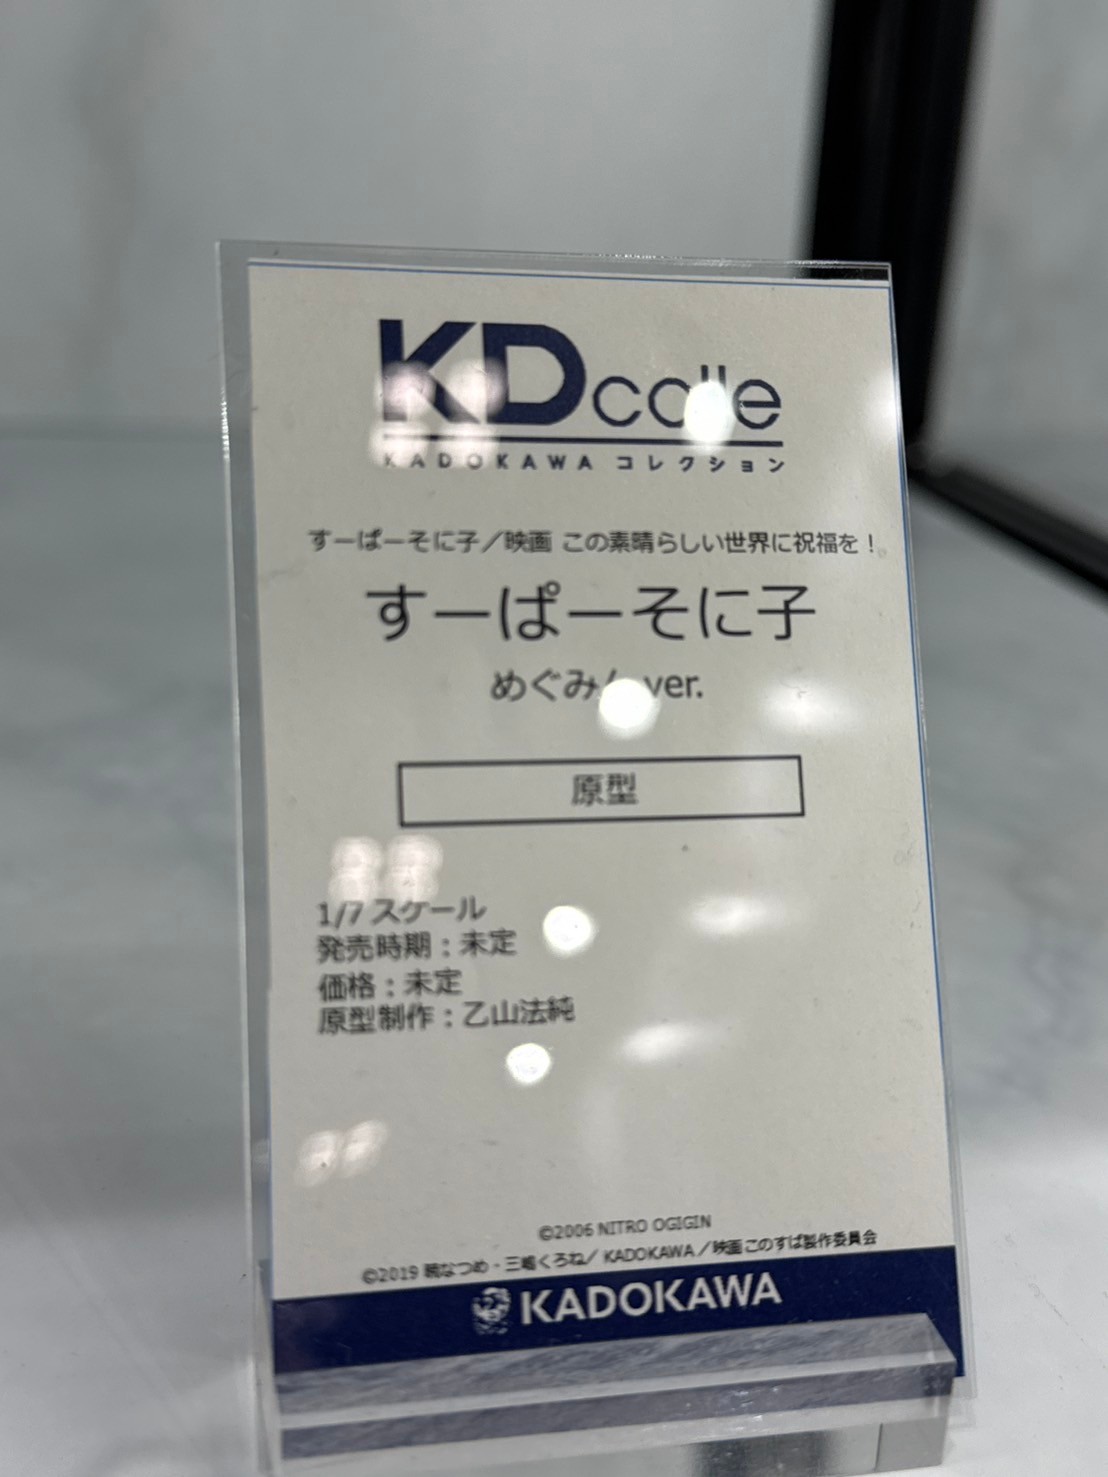 KDcolle
KADOKAWA コレクション
すーぱーそに子／映画 この素晴らしい世界に祝福を！
すーぱーそに子
めぐみん ver.
原型
1/7 スケール
発売時期：未定
価格：未定
原型制作：乙山法純
©2006 NITRO OGIGIN
©2019 暁なつめ・三嶋くろね／KADOKAWA／映画このすば製作委員会
KADOKAWA